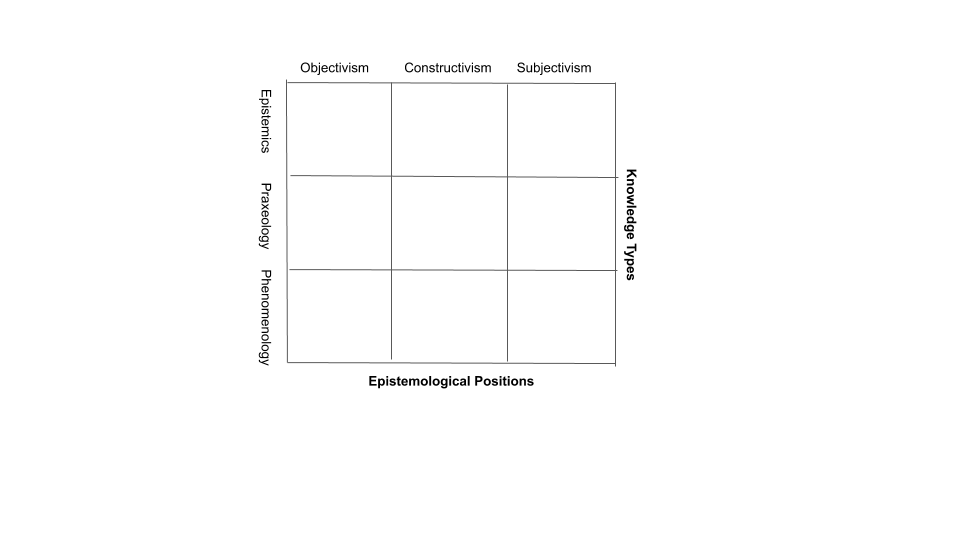 Objectivism
Constructivism
Subjectivism
Epistemics
Praxeology
Phenomenology
Knowledge Types
Epistemological Positions